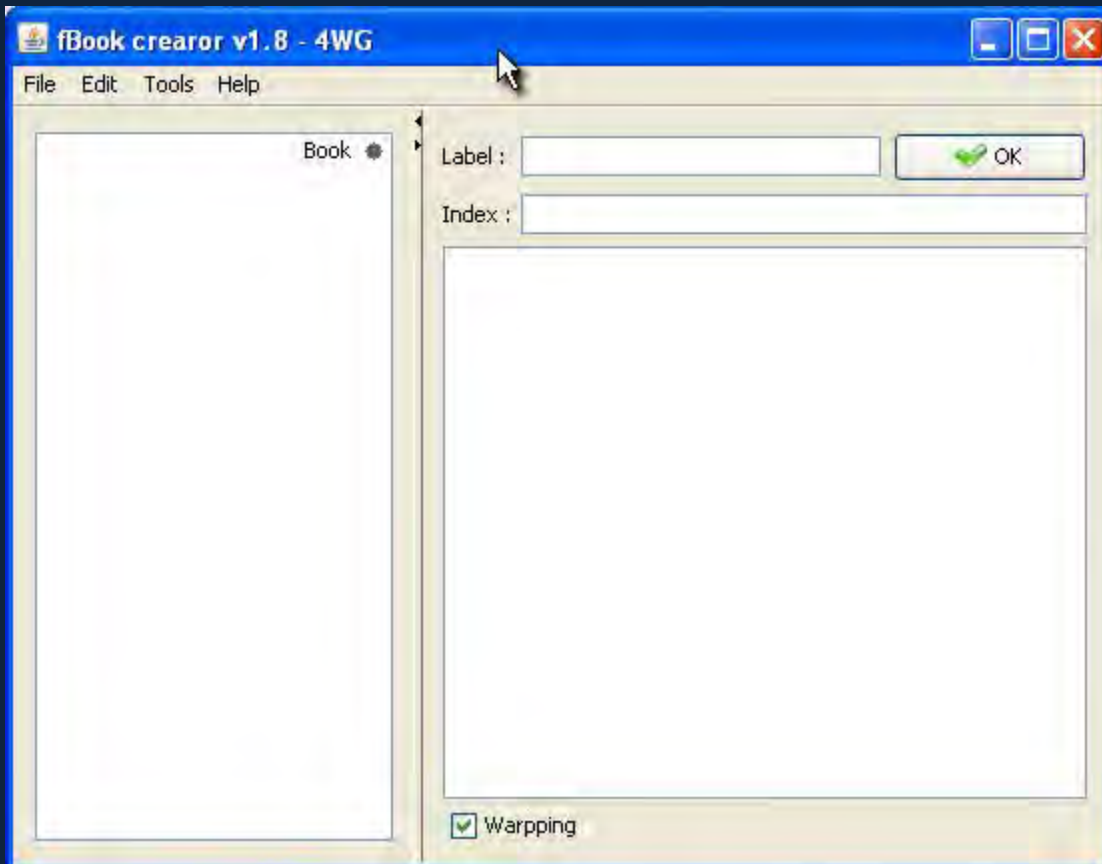 fBook crearor v1.8 - 4WG
File Edit Tools Help
Book
Label :
OK
Index :
Warpping